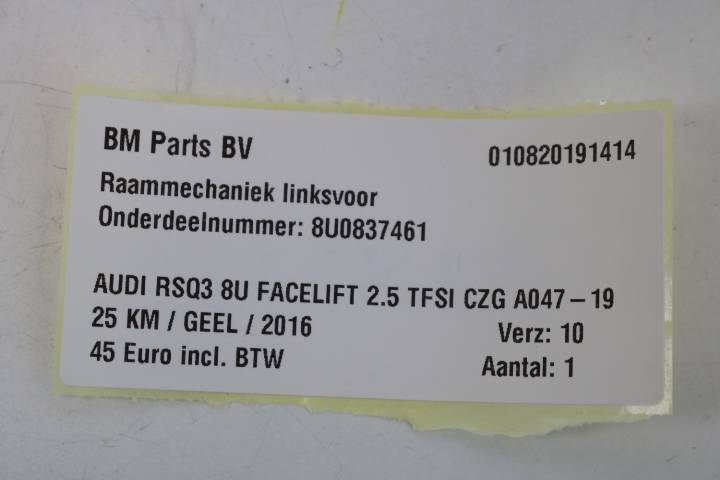 BM Parts BV 010820191414
Raammechaniek linksvoor
Onderdeelnummer: 8U0837461
AUDI RSQ3 8U FACELIFT 2.5 TFSI CZG A047-19
25 KM / GEEL / 2016 Verz: 10
45 Euro incl. BTW Aantal: 1